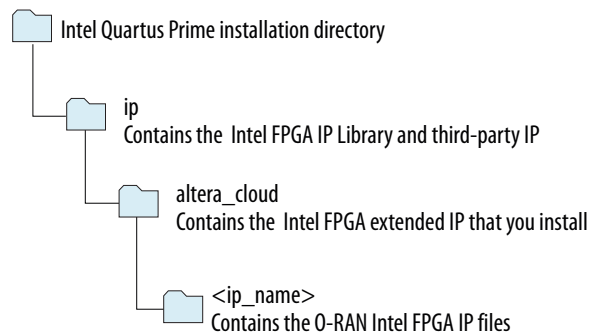 Intel Quartus Prime installation directory
ip
Contains the Intel FPGA IP Library and third-party IP
altera_cloud
Contains the Intel FPGA extended IP that you install
<ip_name>
Contains the O-RAN Intel FPGA IP files